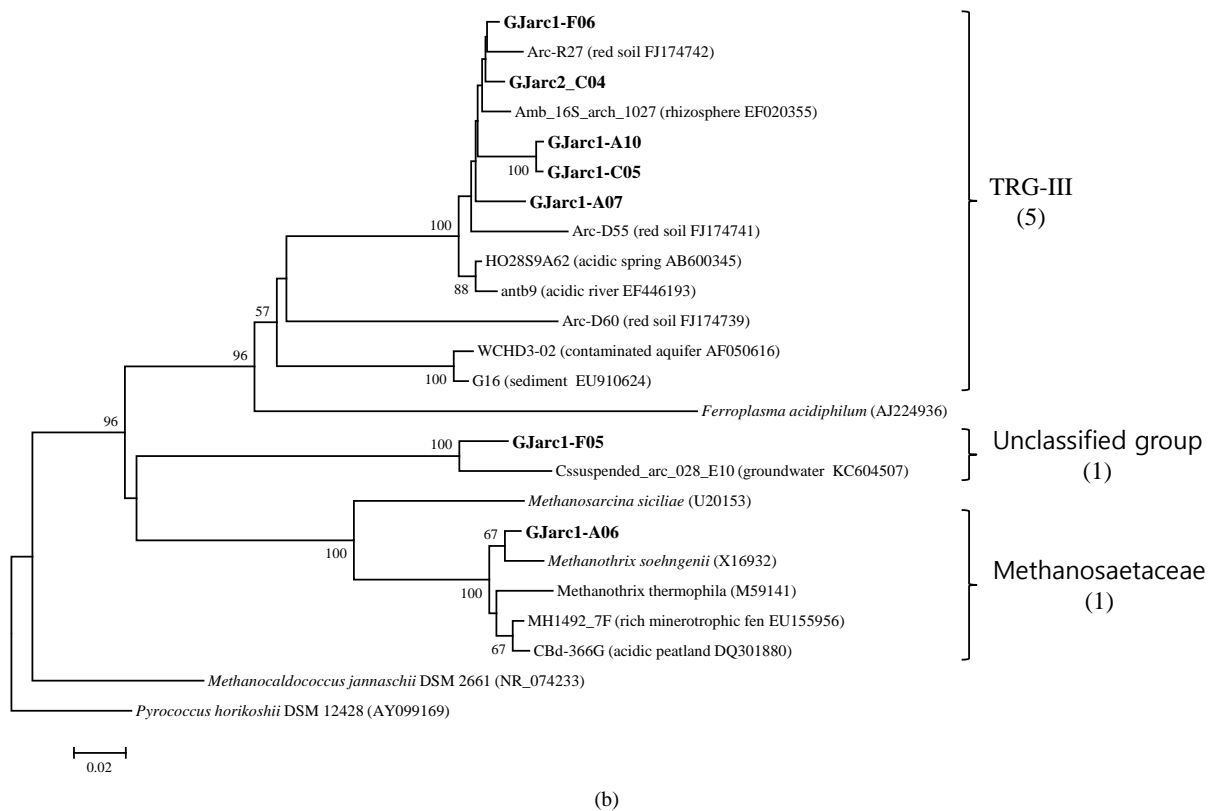 GJarc1-F06
Arc-R27 (red soil FJ174742)
GJarc2_C04
Amb_16S_arch_1027 (rhizosphere EF020355)
GJarc1-A10
100
GJarc1-C05
GJarc1-A07
TRG-III
(5)
100
Arc-D55 (red soil FJ174741)
HO28S9A62 (acidic spring AB600345)
88
antb9 (acidic river EF446193)
57
Arc-D60 (red soil FJ174739)
96
WCHD3-02 (contaminated aquifer AF050616)
100
G16 (sediment EU910624)
Ferroplasma acidiphilum (AJ224936)
96
100
GJarc1-F05
Cssuspended_arc_028_E10 (groundwater KC604507)
Unclassified group
(1)
Methanosarcina siciliae (U20153)
100
67
GJarc1-A06
Methanothrix soehngenii (X16932)
100
Methanothrix thermophila (M59141)
MH1492_7F (rich minerotrophic fen EU155956)
67
CBd-366G (acidic peatland DQ301880)
Methanosaetaceae
(1)
Methanocaldococcus jannaschii DSM 2661 (NR_074233)
Pyrococcus horikoshii DSM 12428 (AY099169)
0.02
(b)